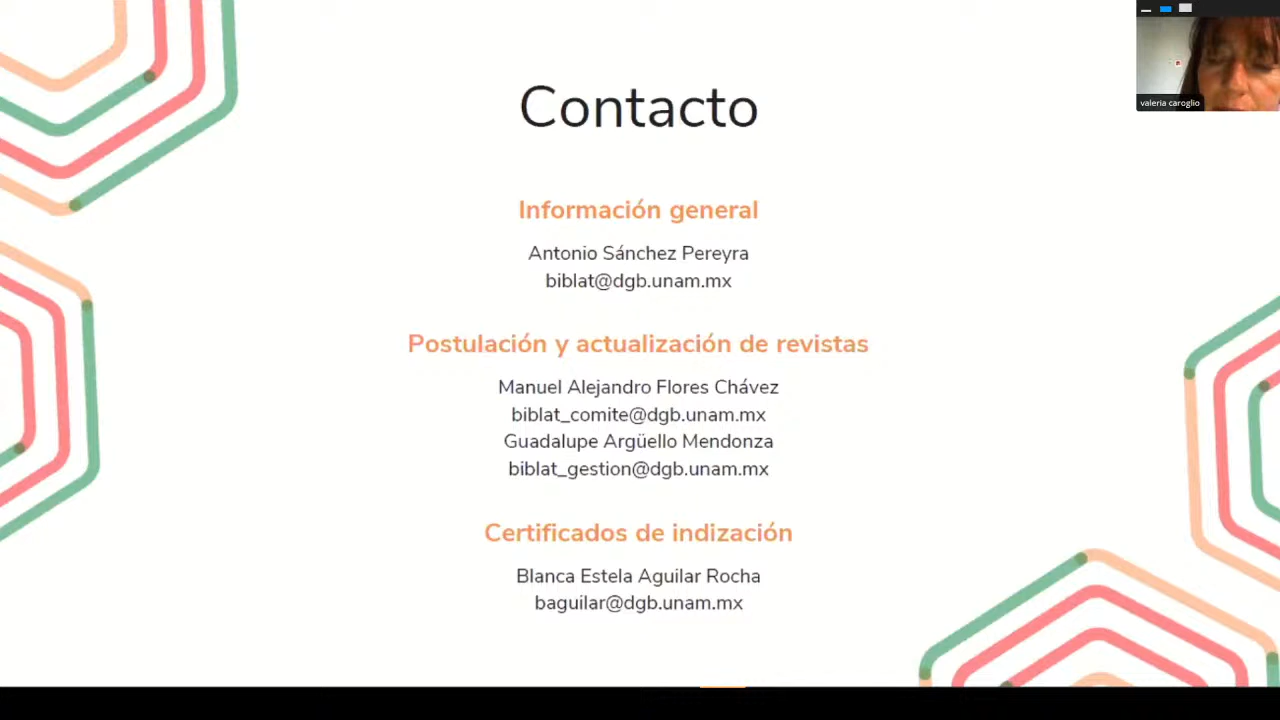 Contacto
valeria caroglio
Información general
Antonio Sánchez Pereyra
biblat@dgb.unam.mx
Postulación y actualización de revistas
Manuel Alejandro Flores Chávez
biblat_comite@dgb.unam.mx
Guadalupe Argüello Mendonza
biblat_gestion@dgb.unam.mx
Certificados de indización
Blanca Estela Aguilar Rocha
baguilar@dgb.unam.mx